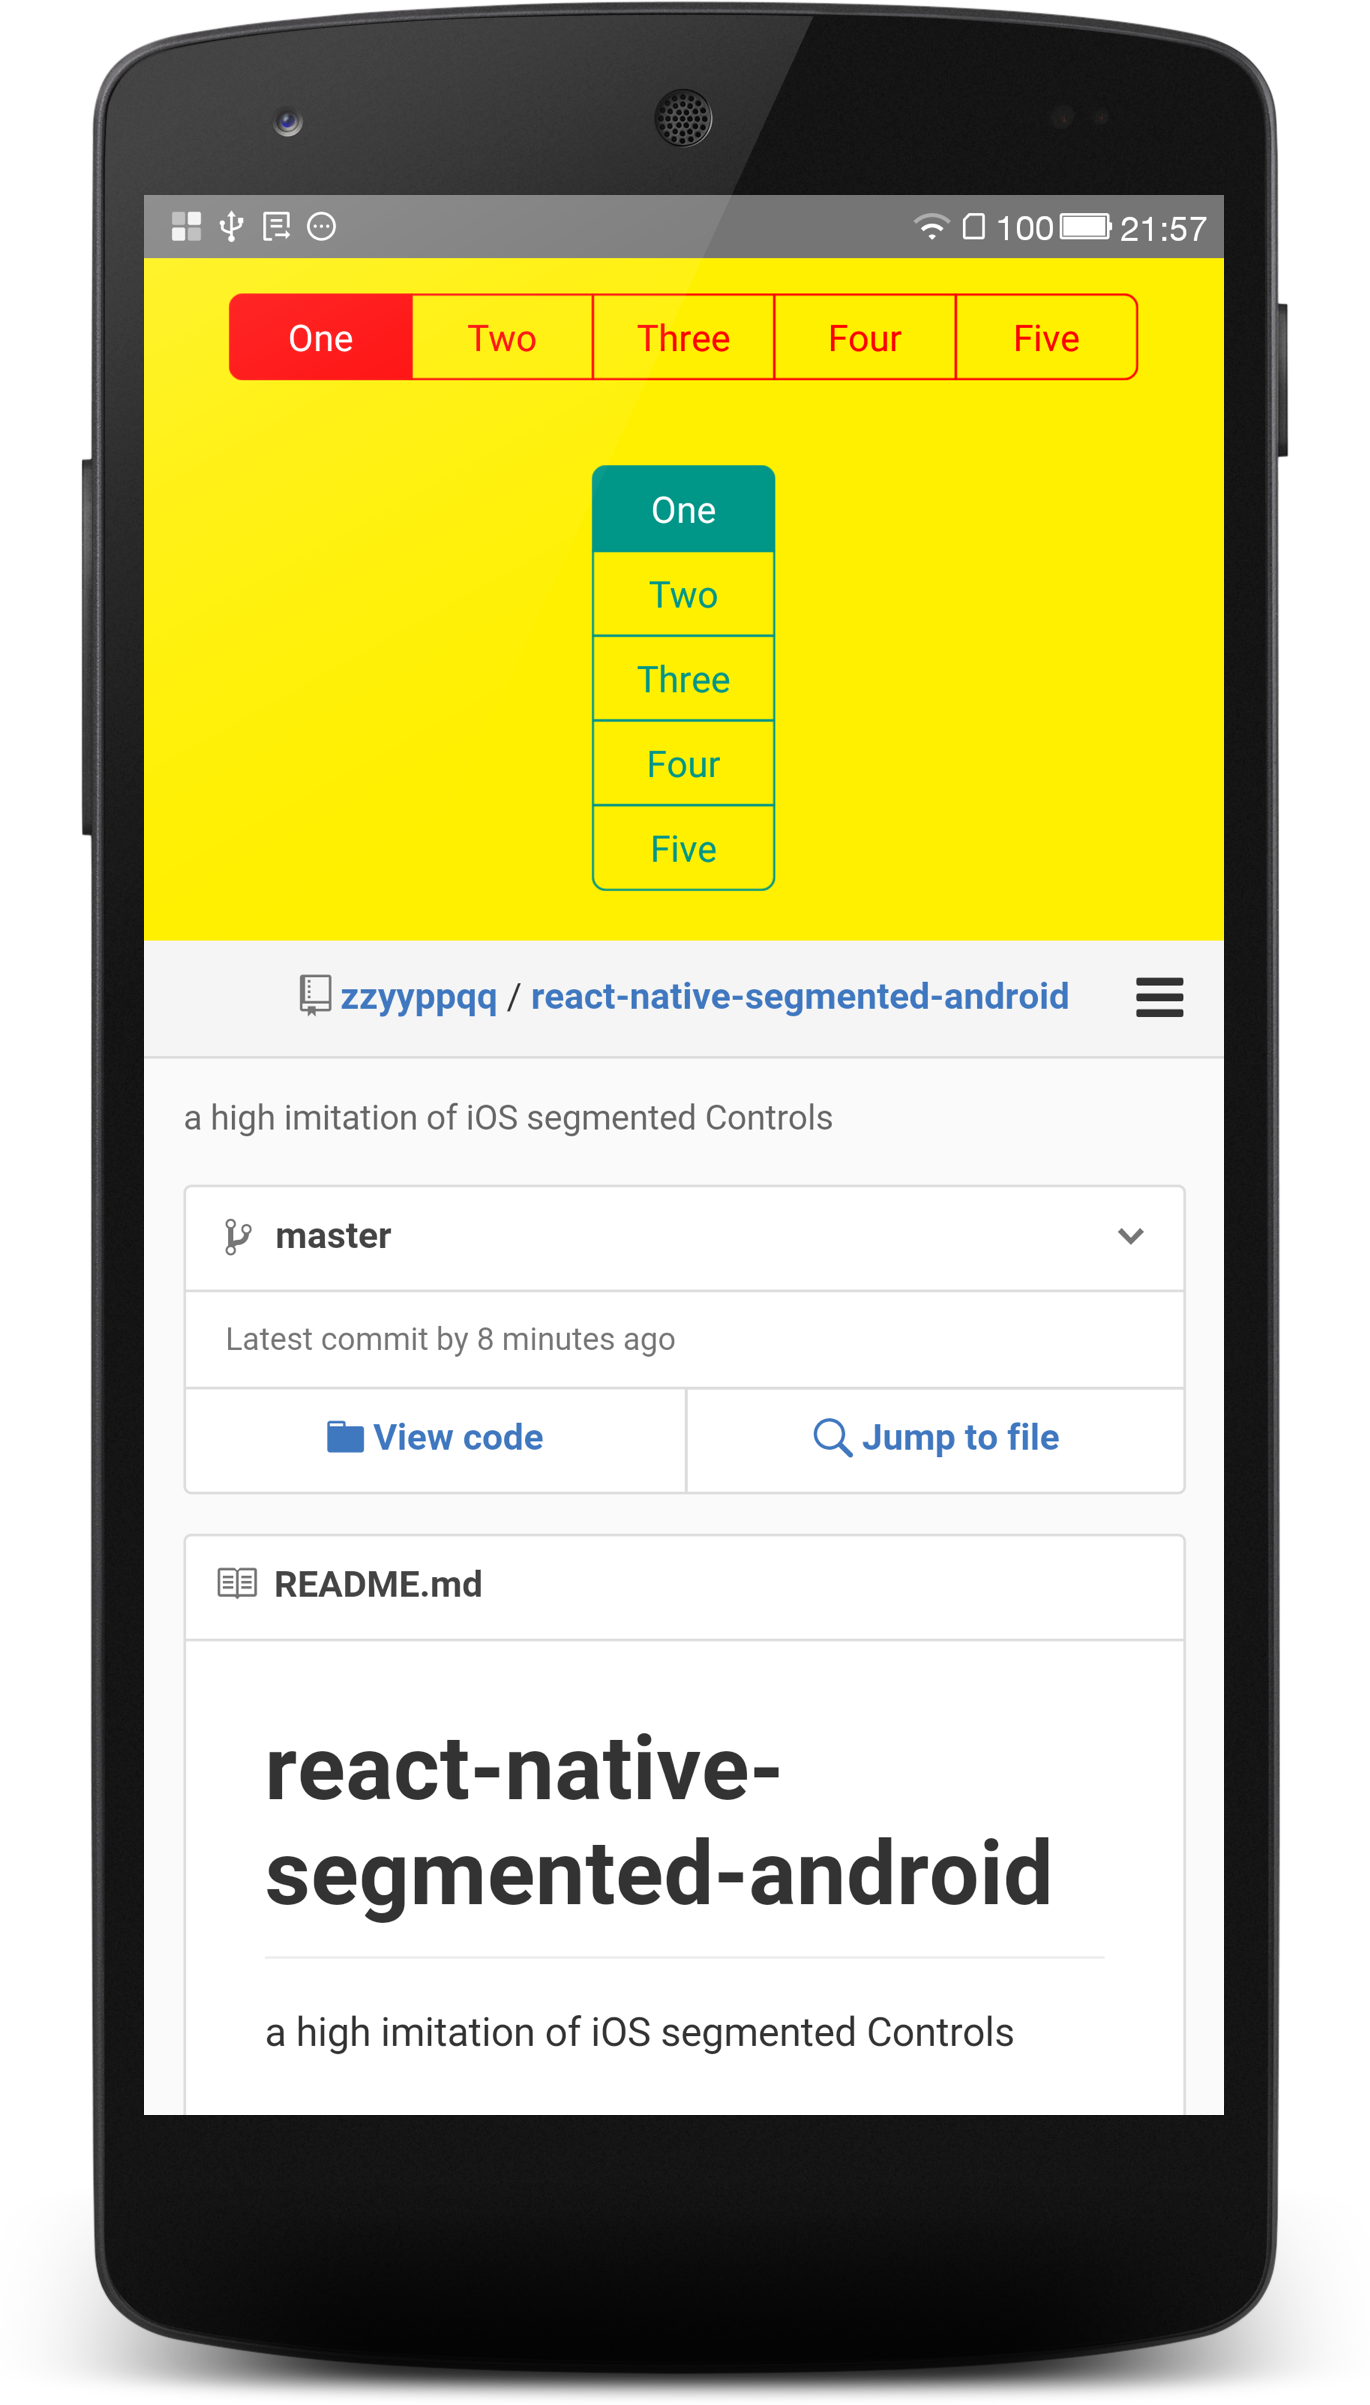 100 21:57
One Two Three Four Five
One
Two
Three
Four
Five
zzyyppqq / react-native-segmented-android
a high imitation of iOS segmented Controls
master
Latest commit by 8 minutes ago
View code Jump to file
README.md
react-native-
segmented-android
a high imitation of iOS segmented Controls